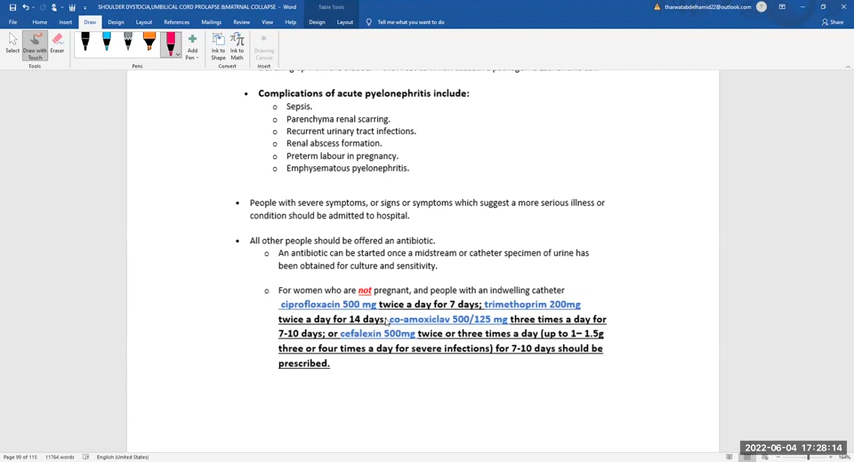 SHOULDER DYSTOCIA,UMBILICAL CORD PROLAPSE &MATRNAL COLLAPSE - Word
Table Tools
tharwatabdelhamid22@outlook.com
File Home Insert Draw Design Layout References Mailings Review View Help Design Layout Tell me what you want to do
Share
Select
Draw with Touch
Eraser
Add Pen
Ink to Shape
Ink to Math
Drawing Canvas
Tools
Pens
Convert
Insert
• Complications of acute pyelonephritis include:
o Sepsis.
o Parenchyma renal scarring.
o Recurrent urinary tract infections.
o Renal abscess formation.
o Preterm labour in pregnancy.
o Emphysematous pyelonephritis.
• People with severe symptoms, or signs or symptoms which suggest a more serious illness or
condition should be admitted to hospital.
• All other people should be offered an antibiotic.
o An antibiotic can be started once a midstream or catheter specimen of urine has
been obtained for culture and sensitivity.
o For women who are not pregnant, and people with an indwelling catheter
ciprofloxacin 500 mg twice a day for 7 days; trimethoprim 200mg
twice a day for 14 days; co-amoxiclav 500/125 mg three times a day for
7-10 days; or cefalexin 500mg twice or three times a day (up to 1– 1.5g
three or four times a day for severe infections) for 7-10 days should be
prescribed.
2022-06-04 17:28:14
Page 99 of 115 11764 words English (United States)
164%